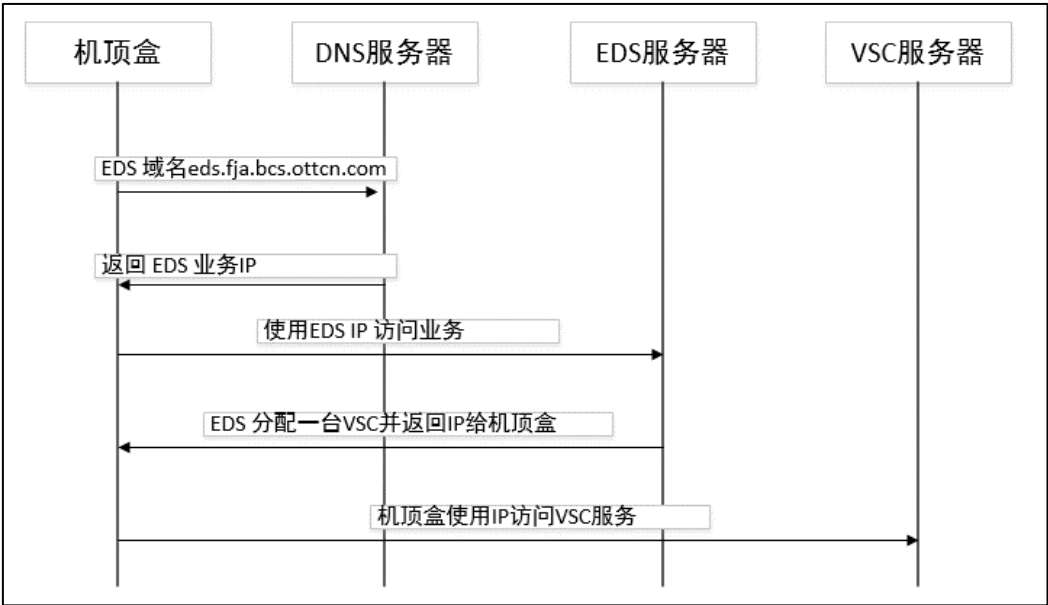 机顶盒
DNS服务器
EDS服务器
VSC服务器
EDS 域名eds.fja.bcs.ottcn.com
返回 EDS 业务IP
使用EDS IP 访问业务
EDS 分配一台VSC并返回IP给机顶盒
机顶盒使用IP访问VSC服务